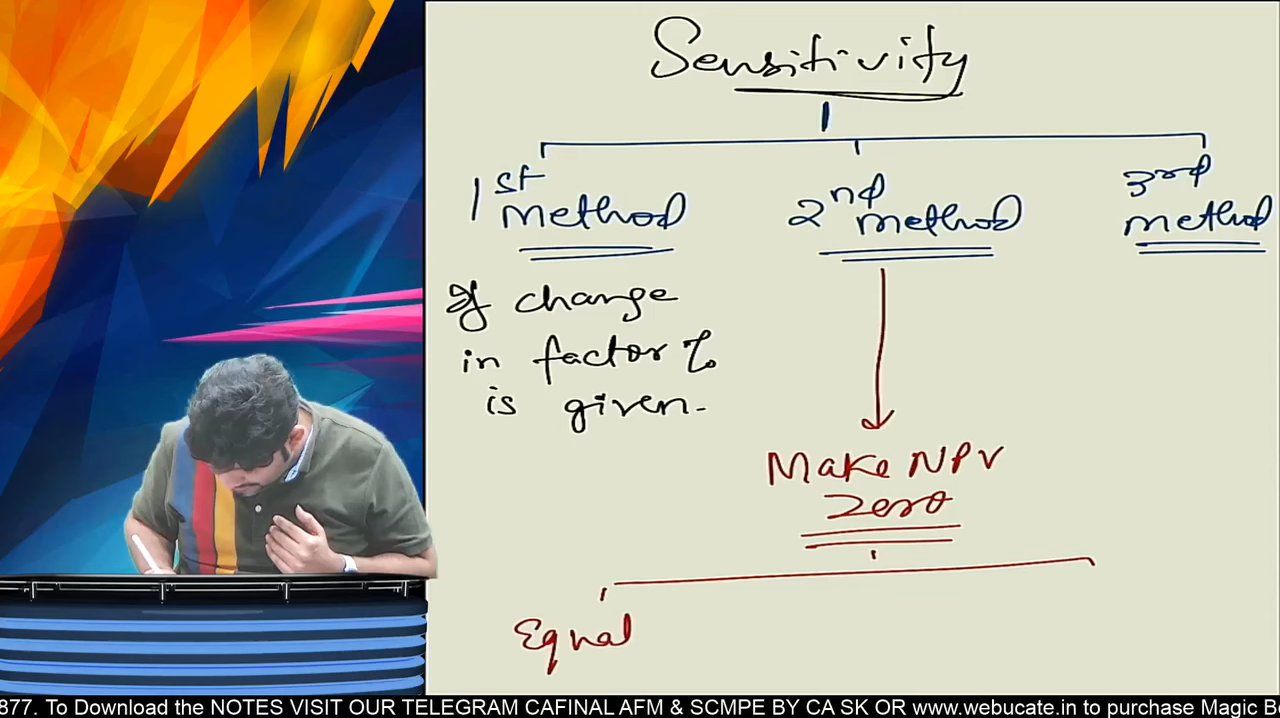 Sensitivity
1st method
2nd method
3rd method
If change
in factor %
is given.
Make NPV
Zero
Equal
877. To Download the NOTES VISIT OUR TELEGRAM CAFINAL AFM & SCMPE BY CA SK OR www.webucate.in to purchase Magic B